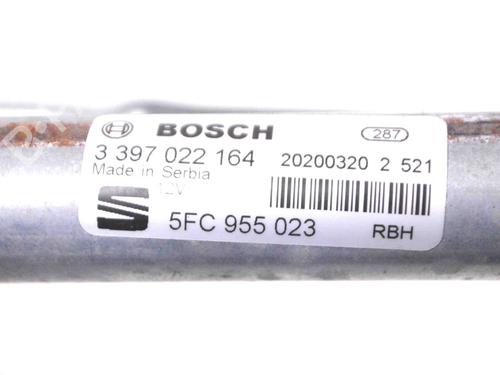 BOSCH 287
3 397 022 164 20200320 2 521
Made in Serbia
12V
5FC 955 023 RBH